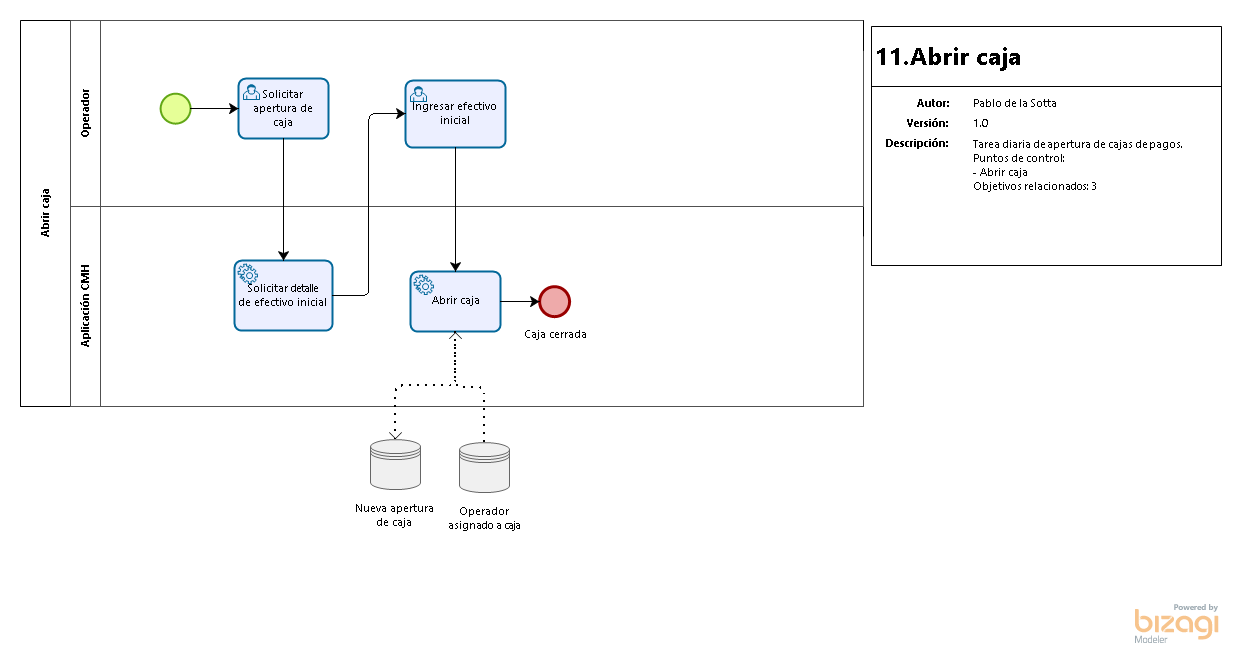 Abrir caja
Operador
Solicitar
apertura de
caja
Ingresar efectivo
inicial
Aplicación CMH
Solicitar detalle
de efectivo inicial
Abrir caja
Caja cerrada
Nueva apertura
de caja
Operador
asignado a caja
11.Abrir caja
Autor: Pablo de la Sotta
Versión: 1.0
Descripción: Tarea diaria de apertura de cajas de pagos.
Puntos de control:
- Abrir caja
Objetivos relacionados: 3
Powered by
bizagi
Modeler